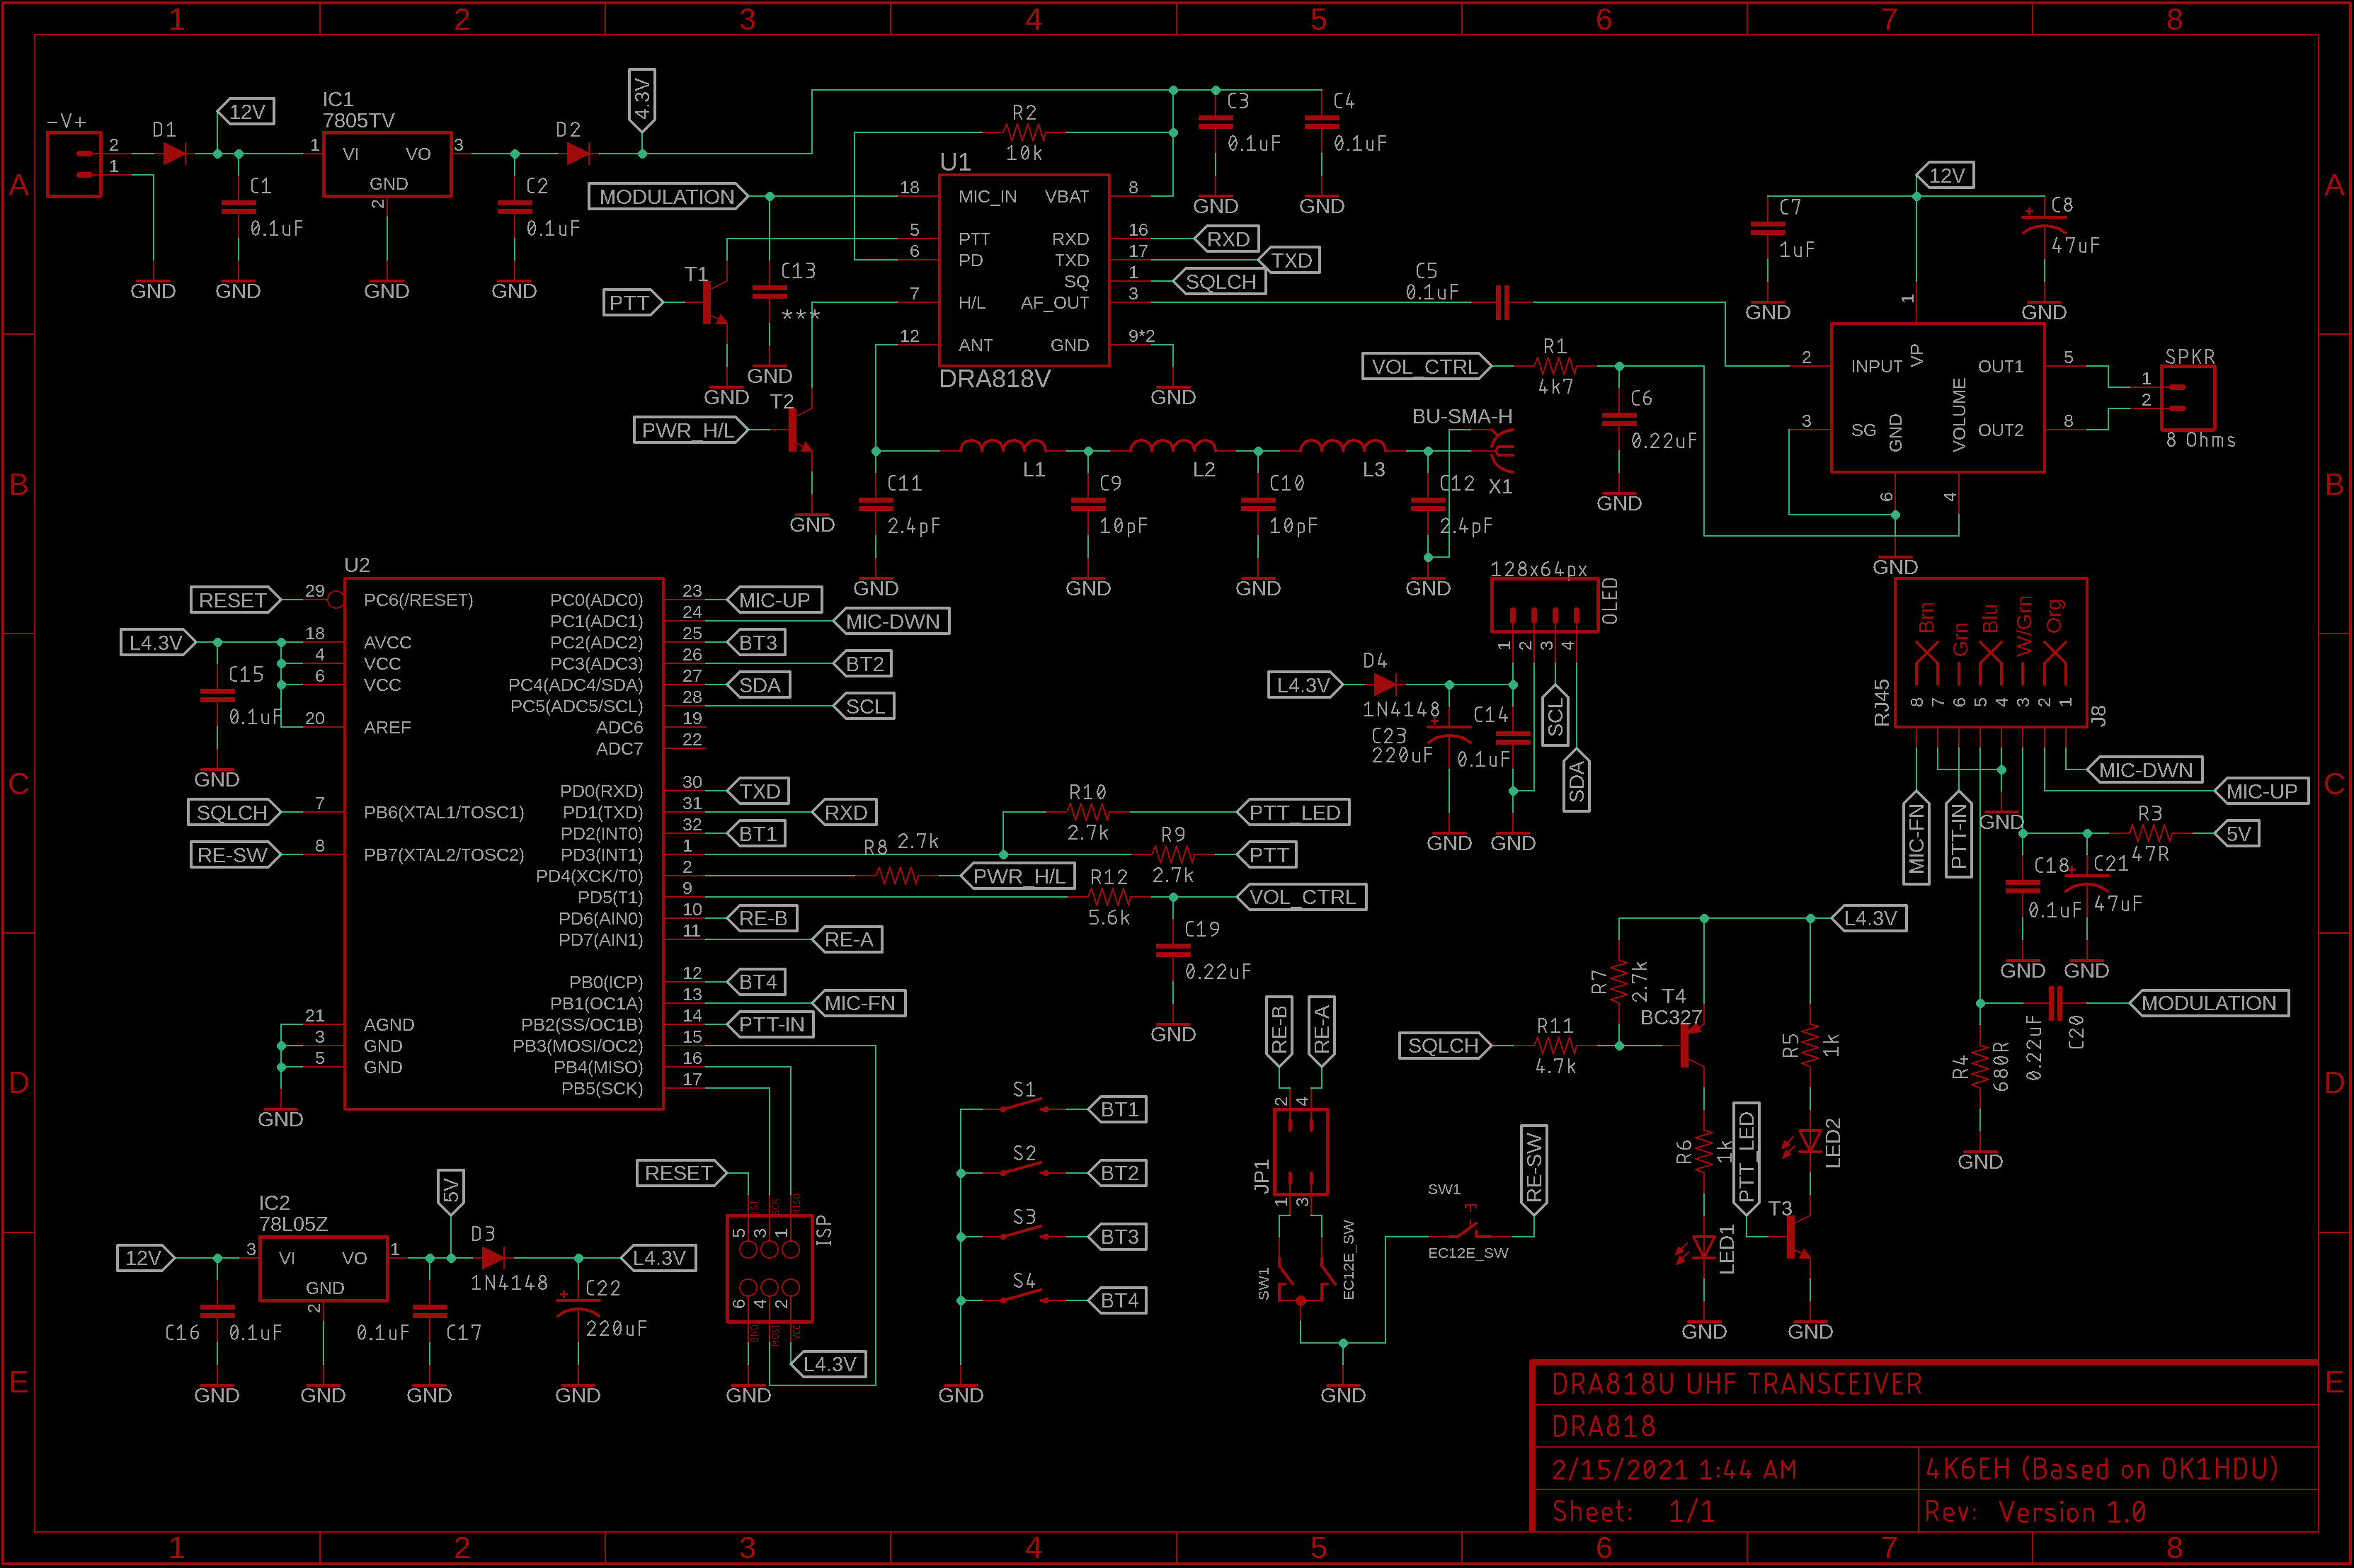 1 2 3 4 5 6 7 8
A
B
C
D
E
A
B
C
D
E
-V+
2
1
D1
12V
IC1
7805TV
1 VI VO 3
GND
2
C1
0.1uF
GND
GND
GND
D2
C2
0.1uF
GND
4.3V
MODULATION
R2
10k
U1
18 MIC_IN VBAT 8
5 PTT RXD 16
6 PD TXD 17
SQ 1
7 H/L AF_OUT 3
12 ANT GND 9*2
DRA818V
RXD
TXD
SQLCH
GND
C3
0.1uF
GND
C4
0.1uF
GND
PTT
T1
GND
C13
***
GND
PWR_H/L
T2
GND
C11
2.4pF
GND
L1
C9
10pF
GND
L2
C10
10pF
GND
L3
C12
2.4pF
GND
BU-SMA-H
X1
C5
0.1uF
VOL_CTRL
R1
4k7
C6
0.22uF
GND
12V
C7
1uF
GND
C8
+
47uF
GND
1
VP
2 INPUT OUT1 5
3 SG OUT2 8
GND
VOLUME
6
4
GND
SPKR
1
2
8 Ohms
U2
RESET
29 PC6(/RESET)
L4.3V
18 AVCC
4 VCC
6 VCC
20 AREF
C15
0.1uF
GND
SQLCH
7 PB6(XTAL1/TOSC1)
RE-SW
8 PB7(XTAL2/TOSC2)
21 AGND
3 GND
5 GND
GND
PC0(ADC0) 23 MIC-UP
PC1(ADC1) 24 MIC-DWN
PC2(ADC2) 25 BT3
PC3(ADC3) 26 BT2
PC4(ADC4/SDA) 27 SDA
PC5(ADC5/SCL) 28 SCL
ADC6 19
ADC7 22
PD0(RXD) 30 TXD
PD1(TXD) 31 RXD
PD2(INT0) 32 BT1
PD3(INT1) 1
PD4(XCK/T0) 2
PD5(T1) 9
PD6(AIN0) 10 RE-B
PD7(AIN1) 11 RE-A
PB0(ICP) 12 BT4
PB1(OC1A) 13 MIC-FN
PB2(SS/OC1B) 14 PTT-IN
PB3(MOSI/OC2) 15
PB4(MISO) 16
PB5(SCK) 17
R10
2.7k
PTT_LED
R8 2.7k
PWR_H/L
R9
2.7k
PTT
R12
5.6k
VOL_CTRL
C19
0.22uF
GND
128x64px
OLED
1 2 3 4
L4.3V
D4
1N4148
+
C23
220uF
GND
C14
0.1uF
GND
SCL
SDA
Brn
Grn
Blu
W/Grn
Org
RJ45
8 7 6 5 4 3 2 1
J8
MIC-DWN
MIC-UP
MIC-FN
PTT-IN
GND
R3
47R
5V
C18
0.1uF
GND
+
C21
47uF
GND
MODULATION
C20
0.22uF
R4
680R
GND
L4.3V
R7
2.7k
SQLCH
R11
4.7k
T4
BC327
R5
1k
R6
1k
LED2
LED1
PTT_LED
T3
GND
GND
RE-B
RE-A
2 4
JP1
1 3
SW1
EC12E_SW
SW1
EC12E_SW
RE-SW
GND
S1 BT1
S2 BT2
S3 BT3
S4 BT4
GND
RESET
RST
SCK
MISO
5 3 1
6 4 2
GND
MOSI
VCC
ISP
L4.3V
GND
12V
IC2
78L05Z
3 VI VO 1
GND
2
5V
D3
1N4148
L4.3V
C16 0.1uF
GND
GND
0.1uF C17
GND
+
C22
220uF
GND
DRA818U UHF TRANSCEIVER
DRA818
2/15/2021 1:44 AM
4K6EH (Based on OK1HDU)
Sheet: 1/1
Rev: Version 1.0
1 2 3 4 5 6 7 8